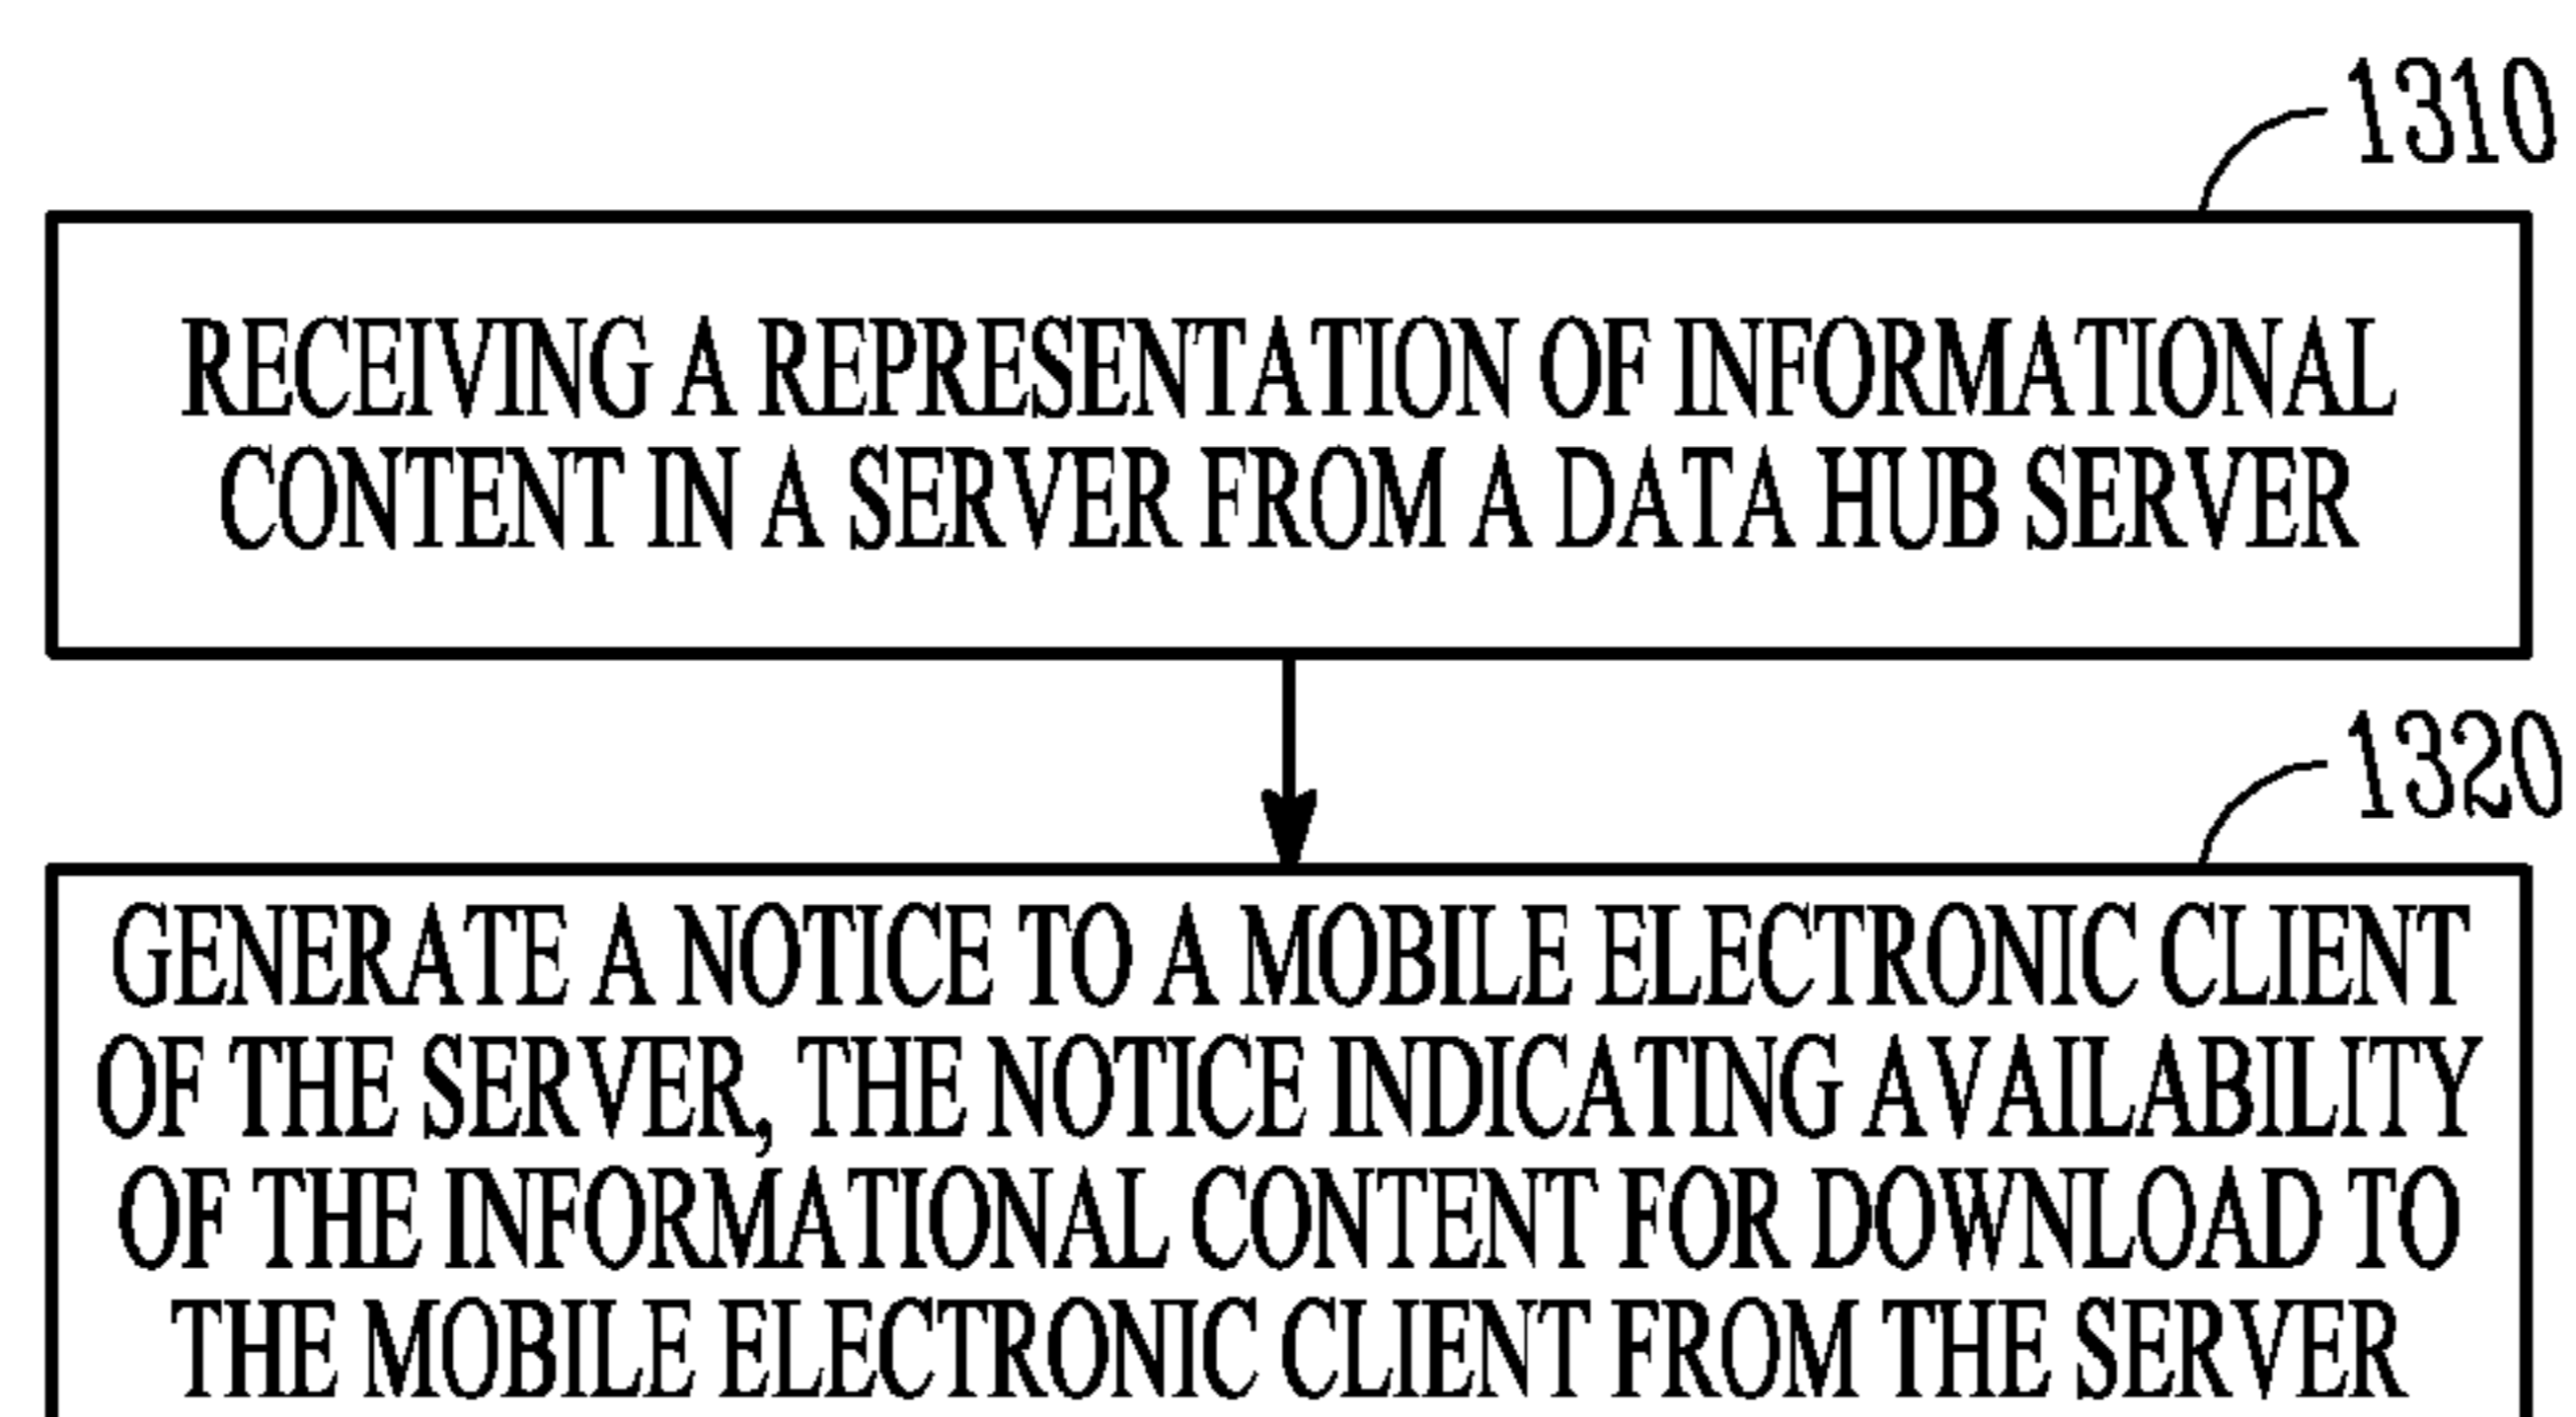 1310
RECEIVING A REPRESENTATION OF INFORMATIONAL
CONTENT IN A SERVER FROM A DATA HUB SERVER
1320
GENERATE A NOTICE TO A MOBILE ELECTRONIC CLIENT
OF THE SERVER, THE NOTICE INDICATING AVAILABILITY
OF THE INFORMATIONAL CONTENT FOR DOWNLOAD TO
THE MOBILE ELECTRONIC CLIENT FROM THE SERVER